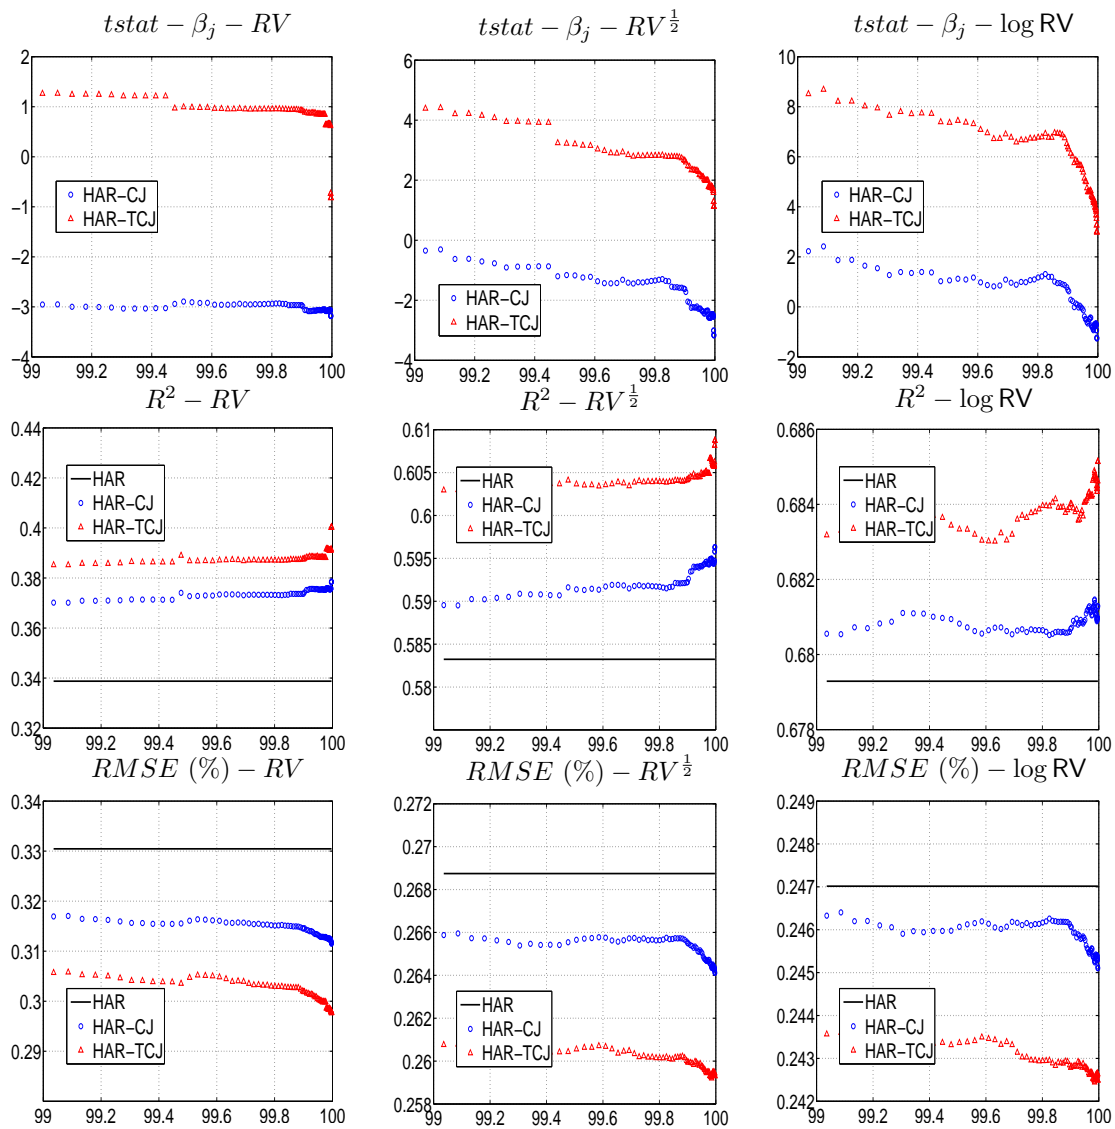 tstat − β_j − RV
2
1
0
−1
−2
−3
−4
HAR−CJ
HAR−TCJ
99 99.2 99.4 99.6 99.8 100
tstat − β_j − RV^{1/2}
6
4
2
0
−2
−4
HAR−CJ
HAR−TCJ
99 99.2 99.4 99.6 99.8 100
tstat − β_j − log RV
10
8
6
4
2
0
−2
HAR−CJ
HAR−TCJ
99 99.2 99.4 99.6 99.8 100
R² − RV
0.44
0.42
0.4
0.38
0.36
0.34
0.32
HAR
HAR−CJ
HAR−TCJ
99 99.2 99.4 99.6 99.8 100
R² − RV^{1/2}
0.61
0.605
0.6
0.595
0.59
0.585
0.58
HAR
HAR−CJ
HAR−TCJ
99 99.2 99.4 99.6 99.8 100
R² − log RV
0.686
0.684
0.682
0.68
0.678
HAR
HAR−CJ
HAR−TCJ
99 99.2 99.4 99.6 99.8 100
RMSE (%) − RV
0.34
0.33
0.32
0.31
0.3
0.29
HAR
HAR−CJ
HAR−TCJ
99 99.2 99.4 99.6 99.8 100
RMSE (%) − RV^{1/2}
0.272
0.27
0.268
0.266
0.264
0.262
0.26
0.258
HAR
HAR−CJ
HAR−TCJ
99 99.2 99.4 99.6 99.8 100
RMSE (%) − log RV
0.249
0.248
0.247
0.246
0.245
0.244
0.243
0.242
HAR
HAR−CJ
HAR−TCJ
99 99.2 99.4 99.6 99.8 100